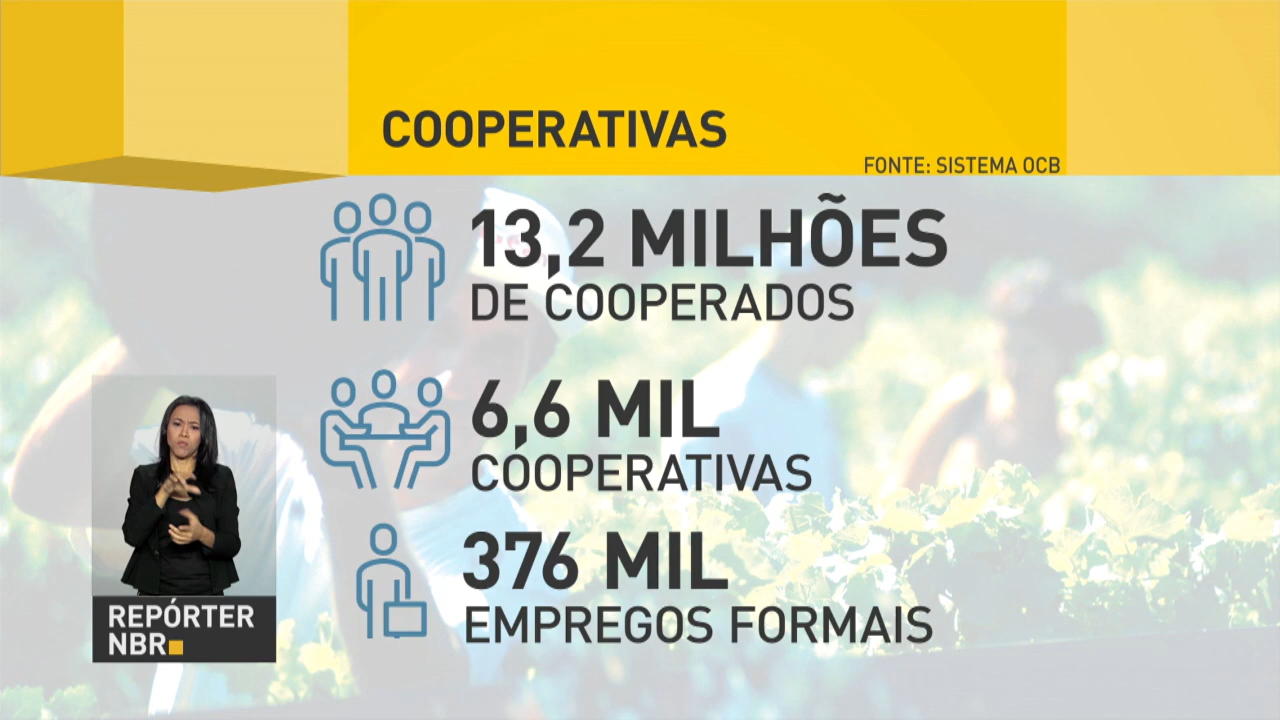 COOPERATIVAS
FONTE: SISTEMA OCB
13,2 MILHÕES
DE COOPERADOS
6,6 MIL
COOPERATIVAS
376 MIL
EMPREGOS FORMAIS
REPÓRTER
NBR